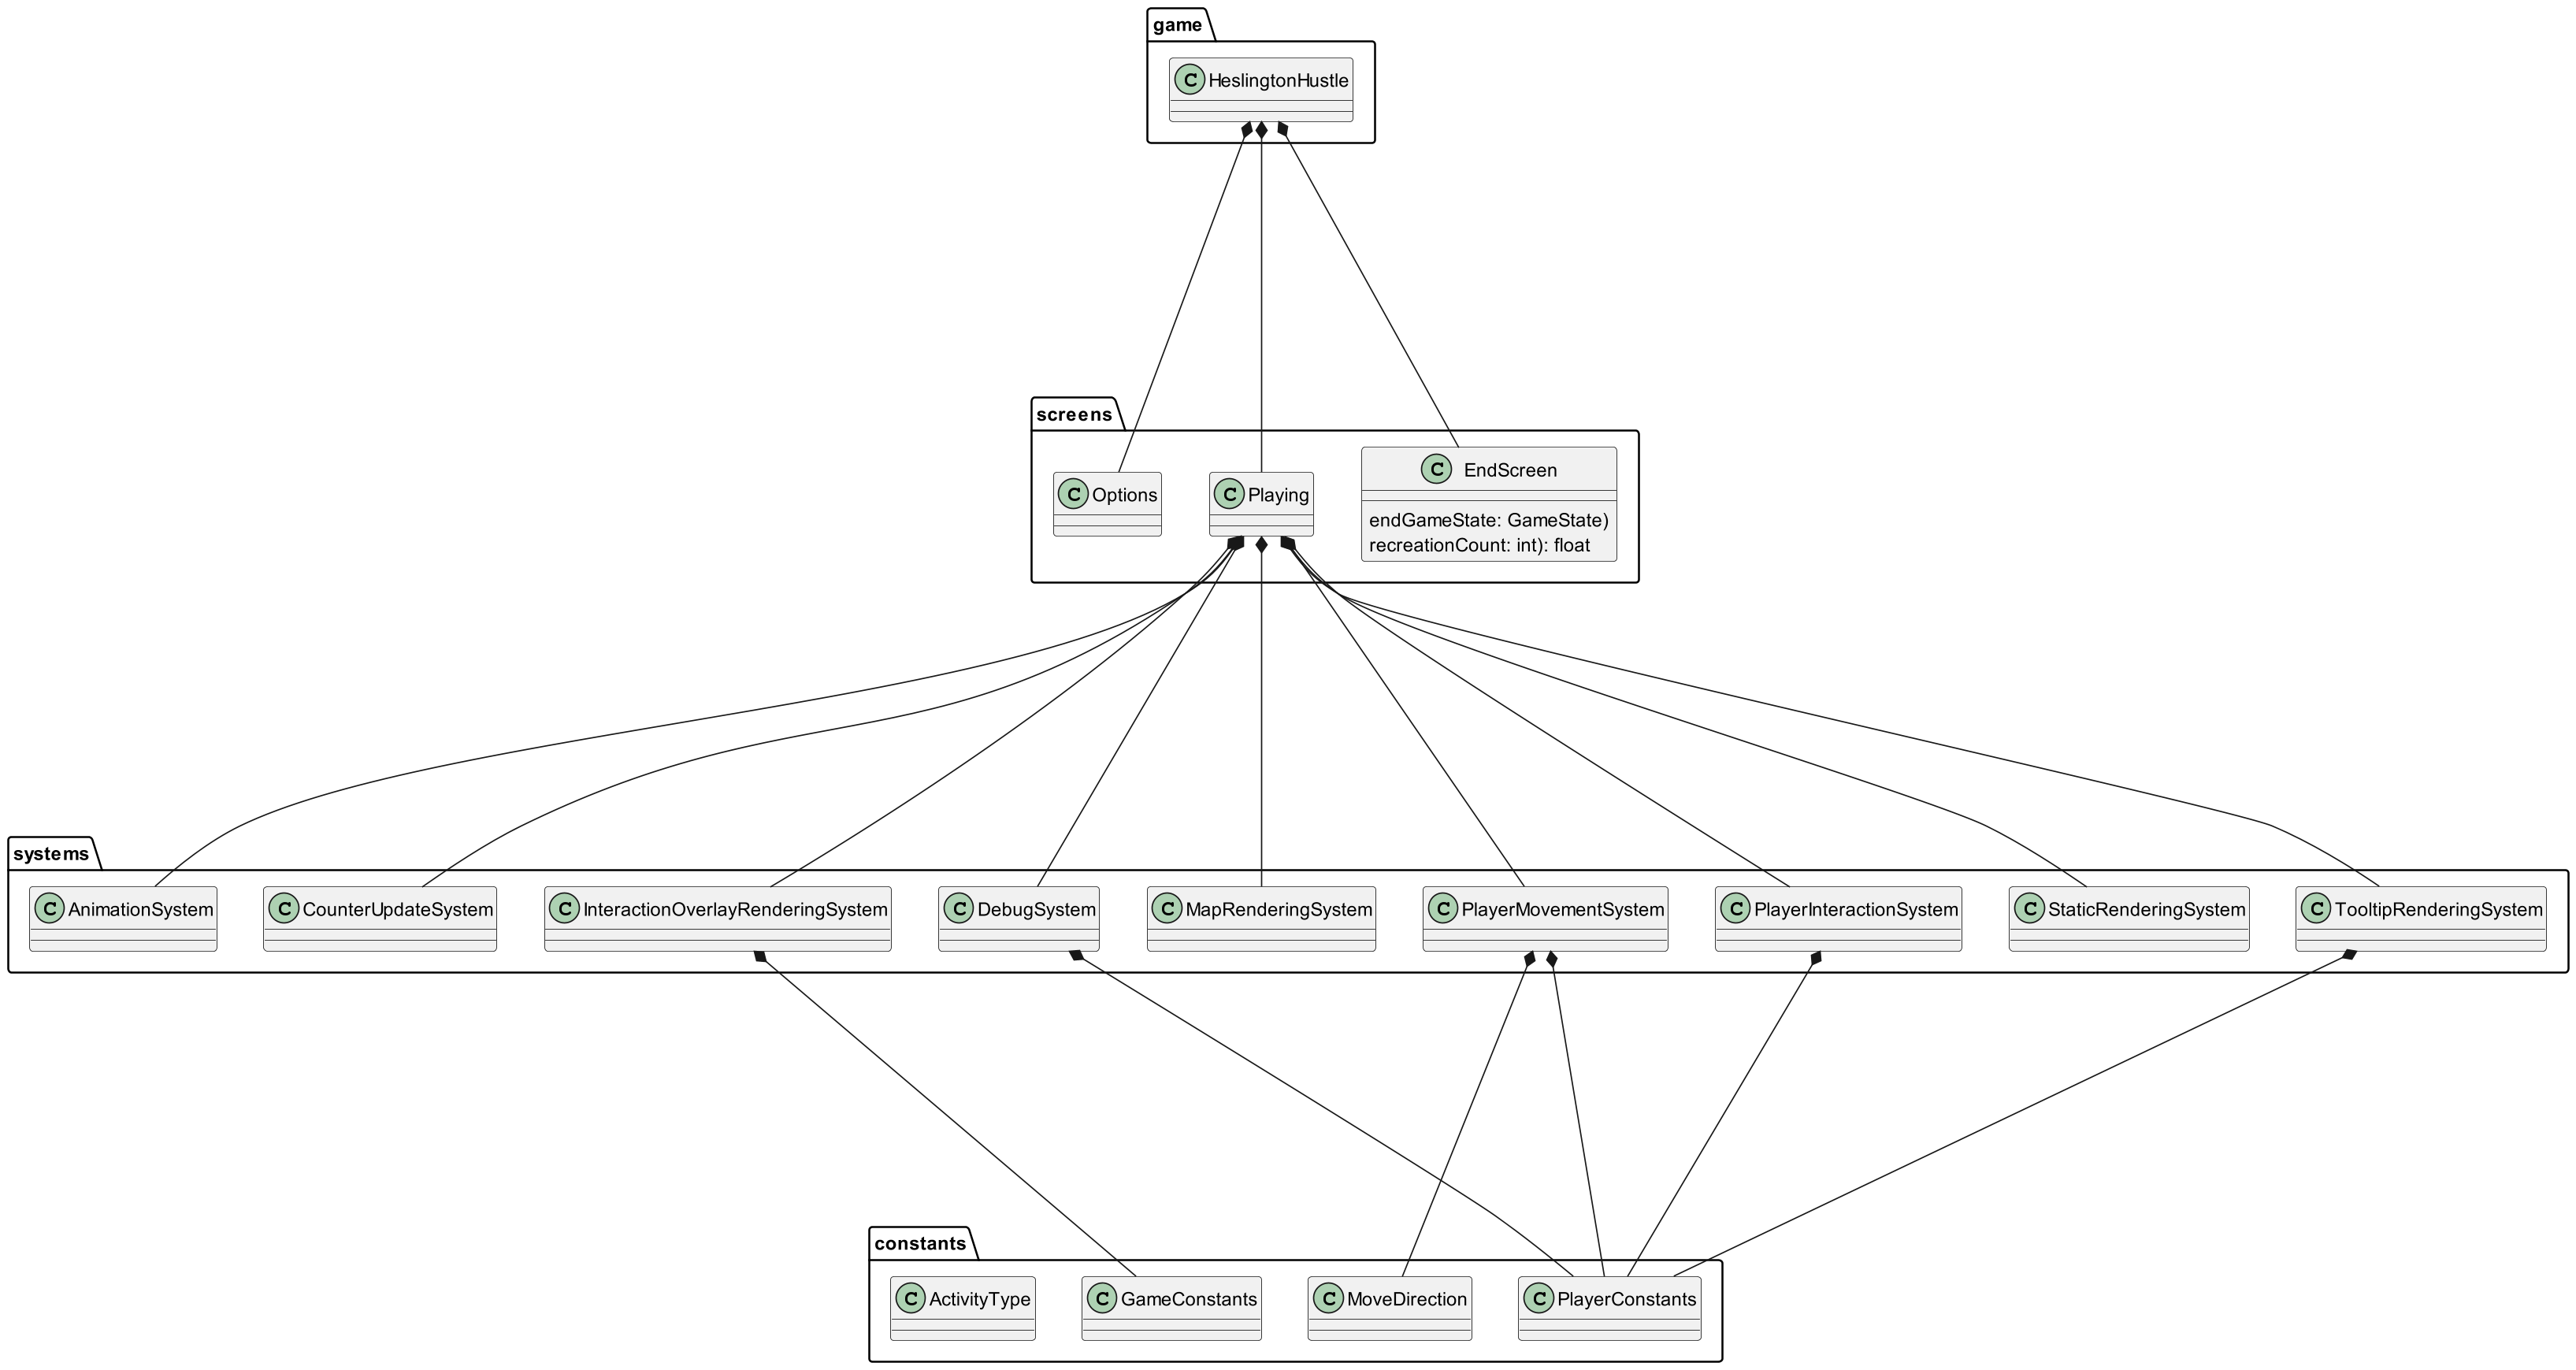 game
C HeslingtonHustle
screens
C Options
C Playing
C EndScreen
endGameState: GameState)
recreationCount: int): float
systems
C AnimationSystem
C CounterUpdateSystem
C InteractionOverlayRenderingSystem
C DebugSystem
C MapRenderingSystem
C PlayerMovementSystem
C PlayerInteractionSystem
C StaticRenderingSystem
C TooltipRenderingSystem
constants
C ActivityType
C GameConstants
C MoveDirection
C PlayerConstants